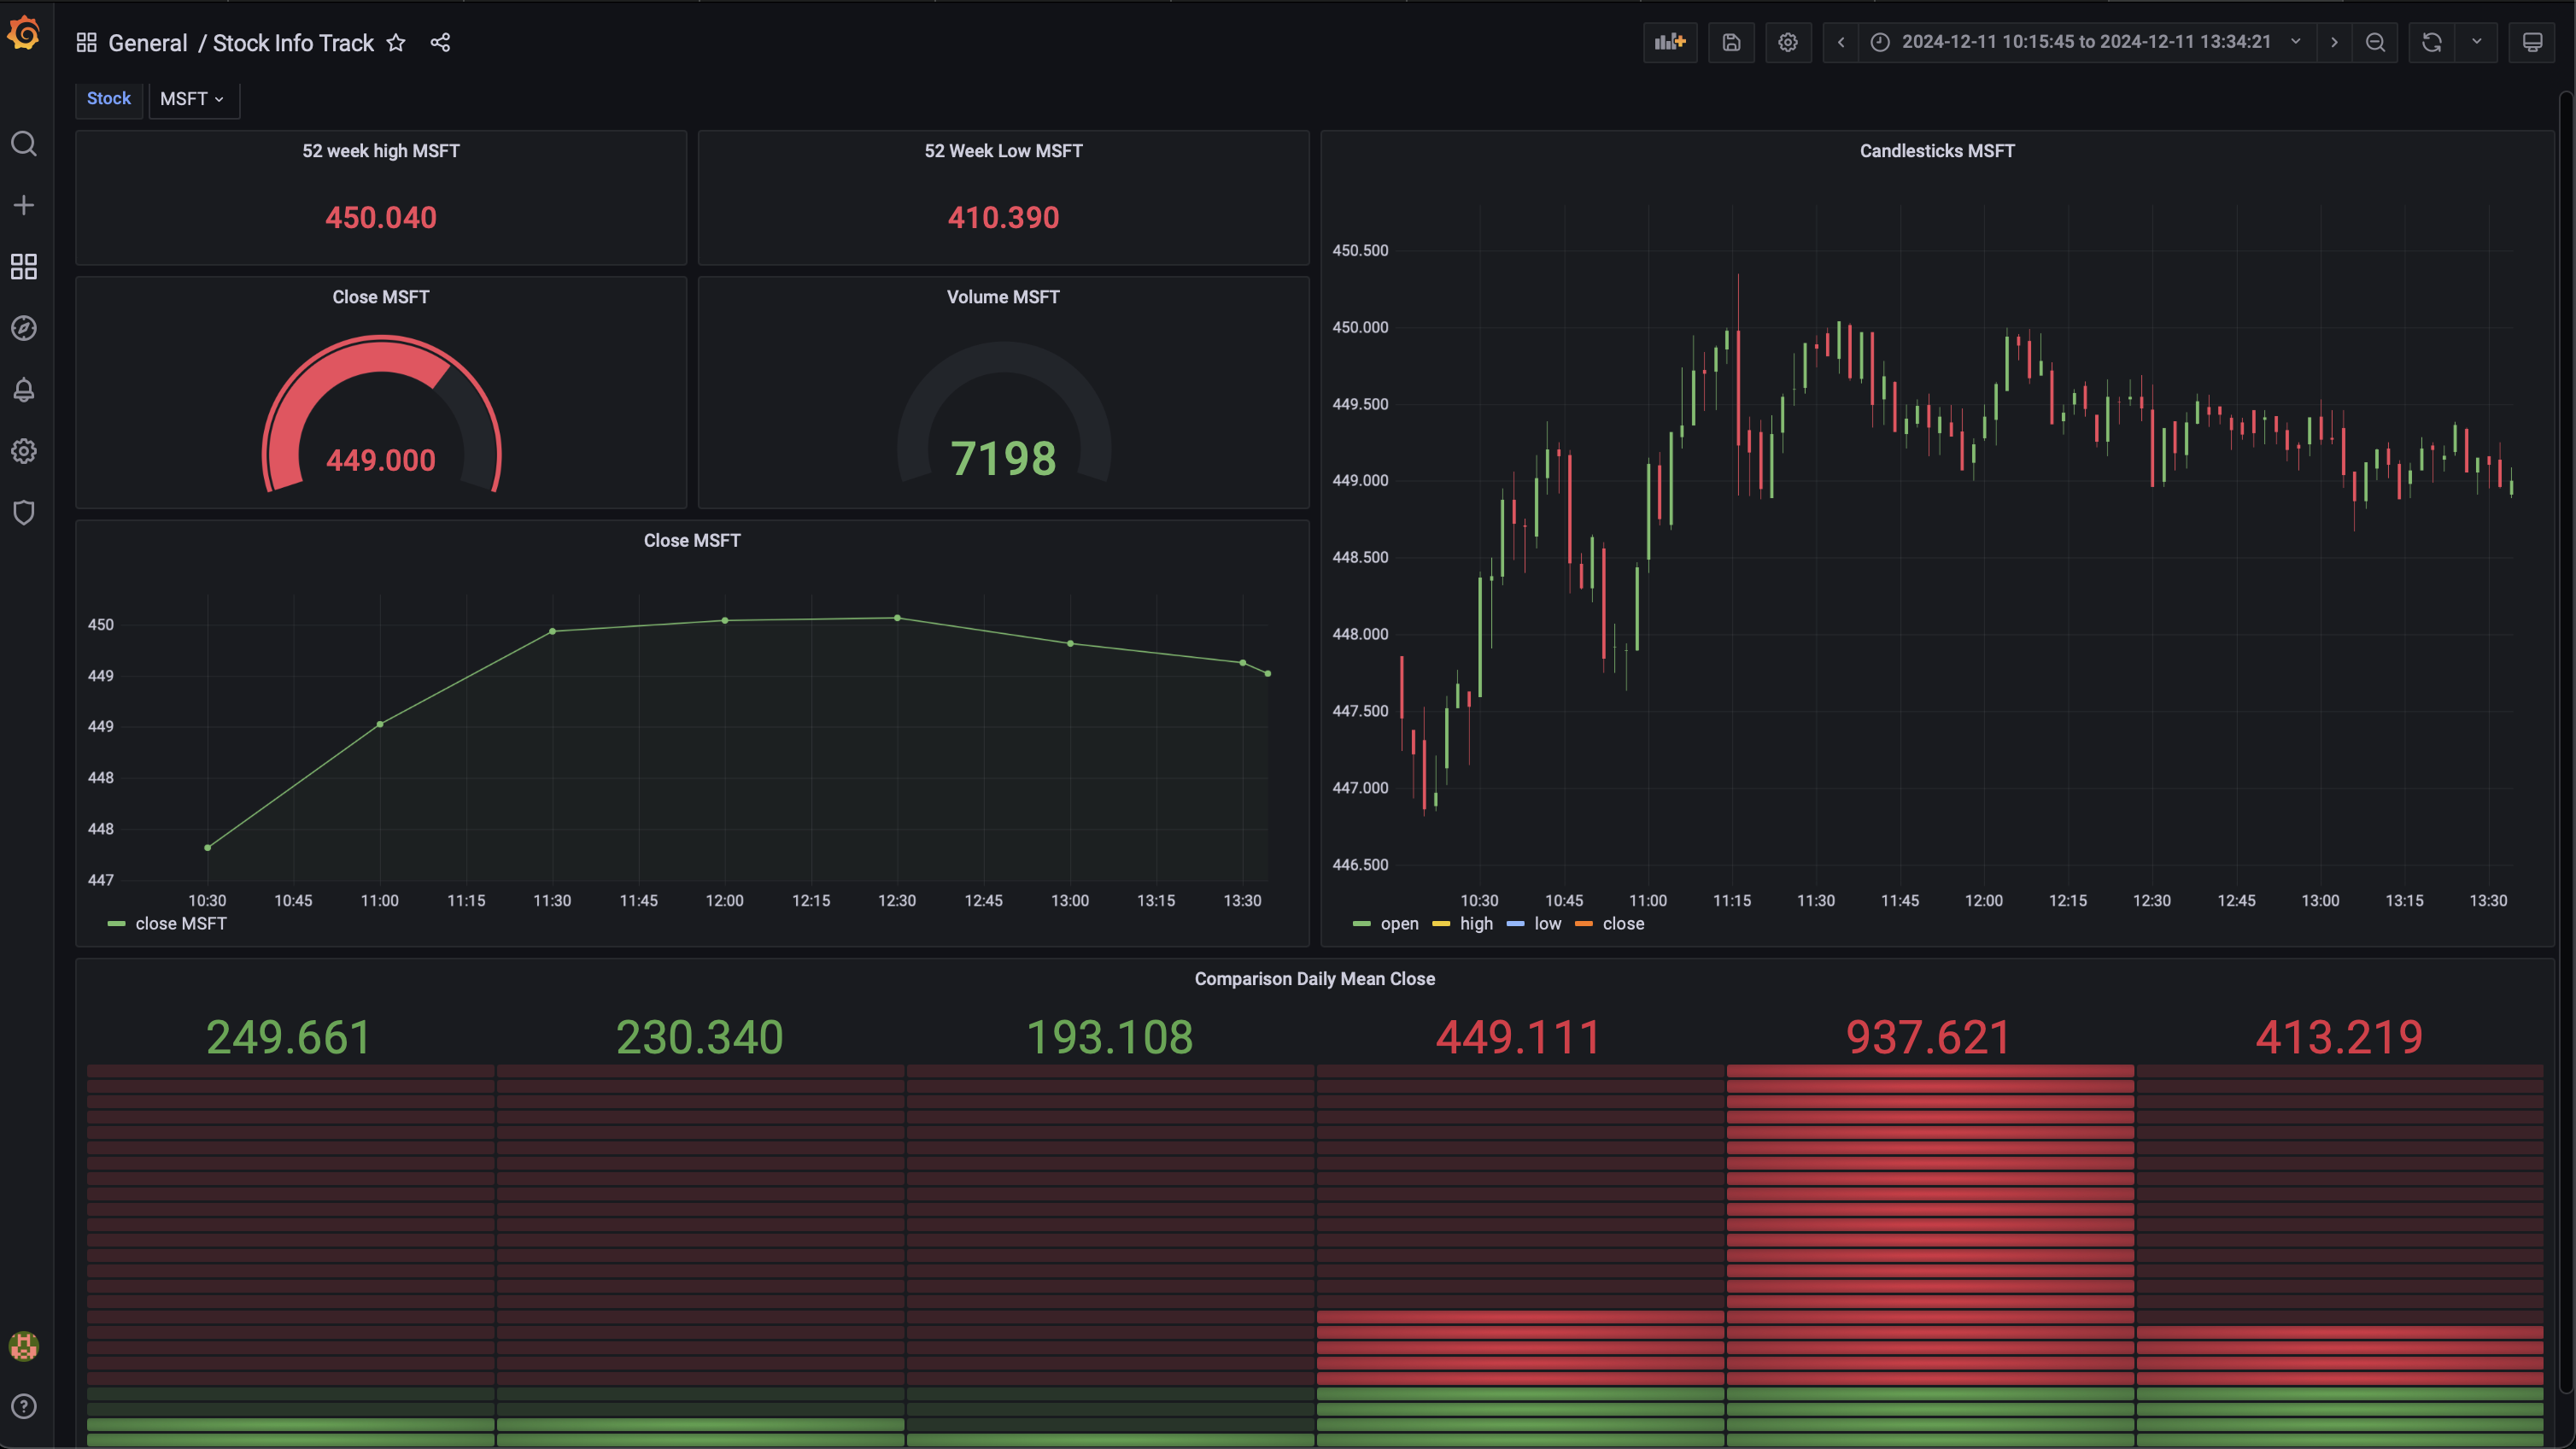 General / Stock Info Track
2024-12-11 10:15:45 to 2024-12-11 13:34:21
Stock MSFT
52 week high MSFT
450.040
52 Week Low MSFT
410.390
Close MSFT
449.000
Volume MSFT
7198
Close MSFT
450
449
449
448
448
447
10:30 10:45 11:00 11:15 11:30 11:45 12:00 12:15 12:30 12:45 13:00 13:15 13:30
close MSFT
Candlesticks MSFT
450.500
450.000
449.500
449.000
448.500
448.000
447.500
447.000
446.500
10:30 10:45 11:00 11:15 11:30 11:45 12:00 12:15 12:30 12:45 13:00 13:15 13:30
open high low close
Comparison Daily Mean Close
249.661 230.340 193.108 449.111 937.621 413.219